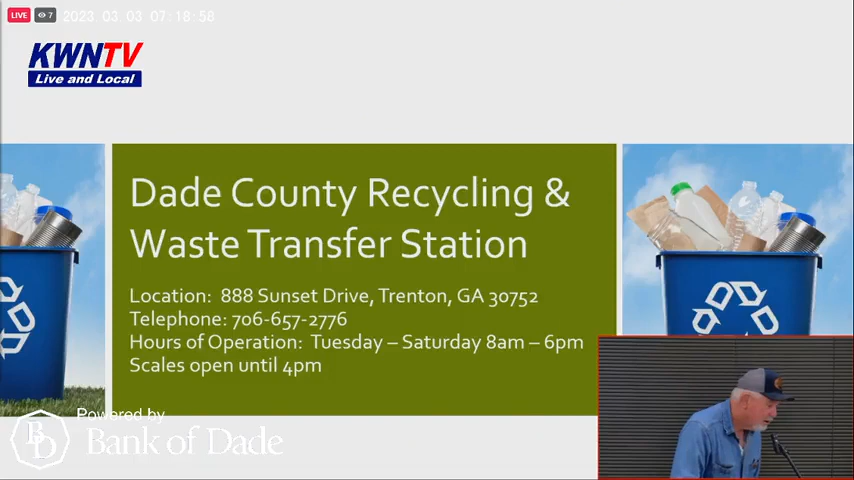 LIVE 7 2023 03 03 07:18:58
KWNTV
Live and Local
Dade County Recycling &
Waste Transfer Station
Location: 888 Sunset Drive, Trenton, GA 30752
Telephone: 706-657-2776
Hours of Operation: Tuesday – Saturday 8am – 6pm
Scales open until 4pm
Powered by
BD Bank of Dade